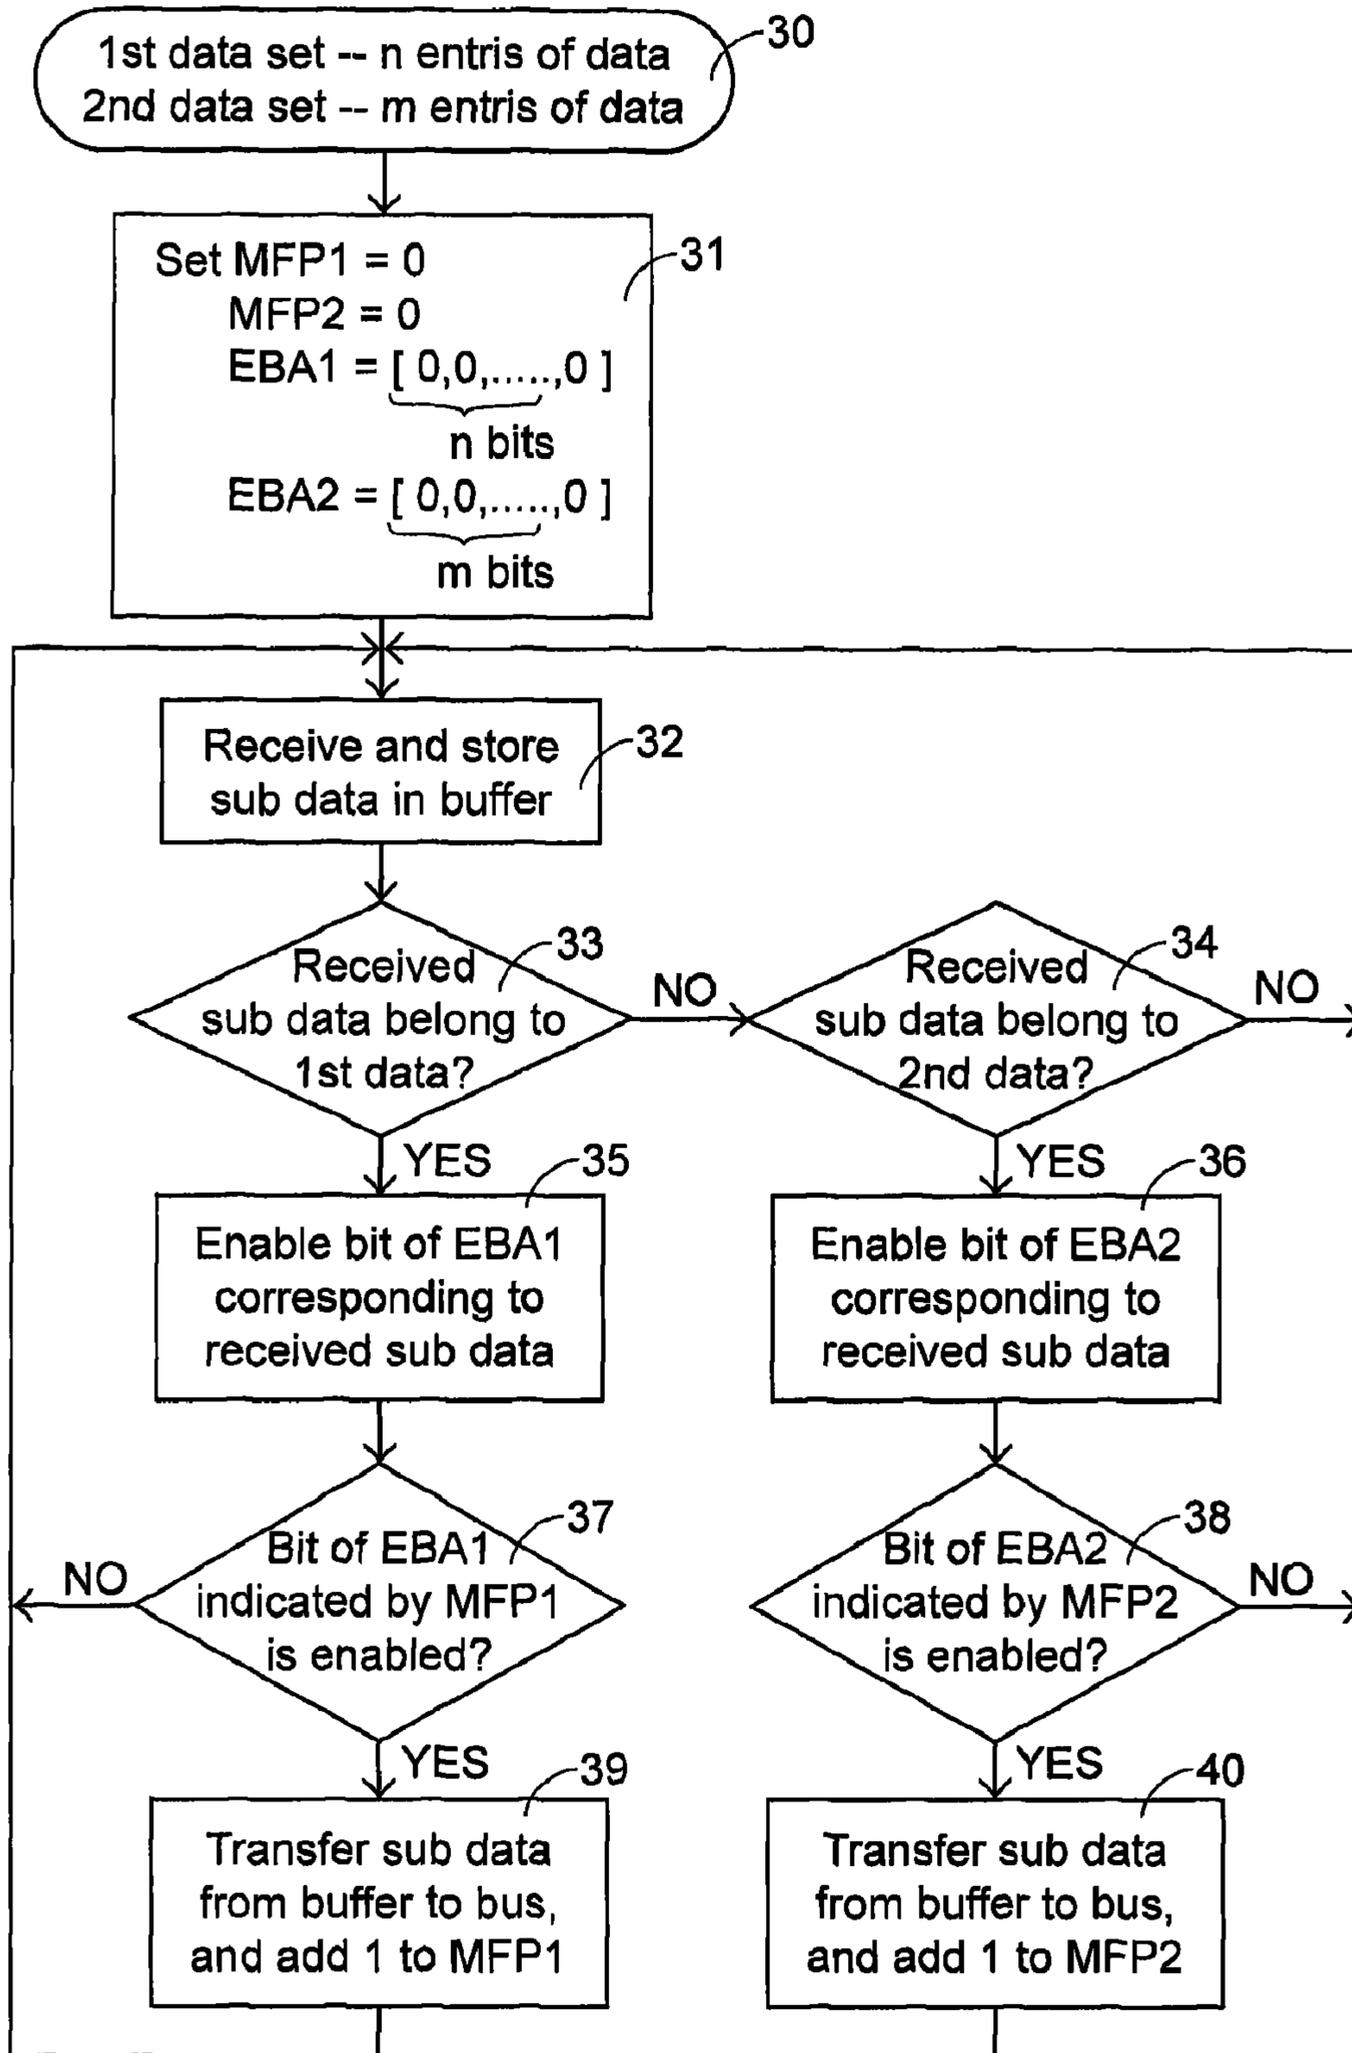 1st data set -- n entris of data
2nd data set -- m entris of data
30
Set MFP1 = 0
MFP2 = 0
EBA1 = [ 0,0,.....,0 ]
n bits
EBA2 = [ 0,0,.....,0 ]
m bits
31
Receive and store
sub data in buffer
32
Received
sub data belong to
1st data?
33
NO
Received
sub data belong to
2nd data?
34
NO
YES
YES
Enable bit of EBA1
corresponding to
received sub data
35
Enable bit of EBA2
corresponding to
received sub data
36
Bit of EBA1
indicated by MFP1
is enabled?
37
NO
Bit of EBA2
indicated by MFP2
is enabled?
38
NO
YES
YES
Transfer sub data
from buffer to bus,
and add 1 to MFP1
39
Transfer sub data
from buffer to bus,
and add 1 to MFP2
40